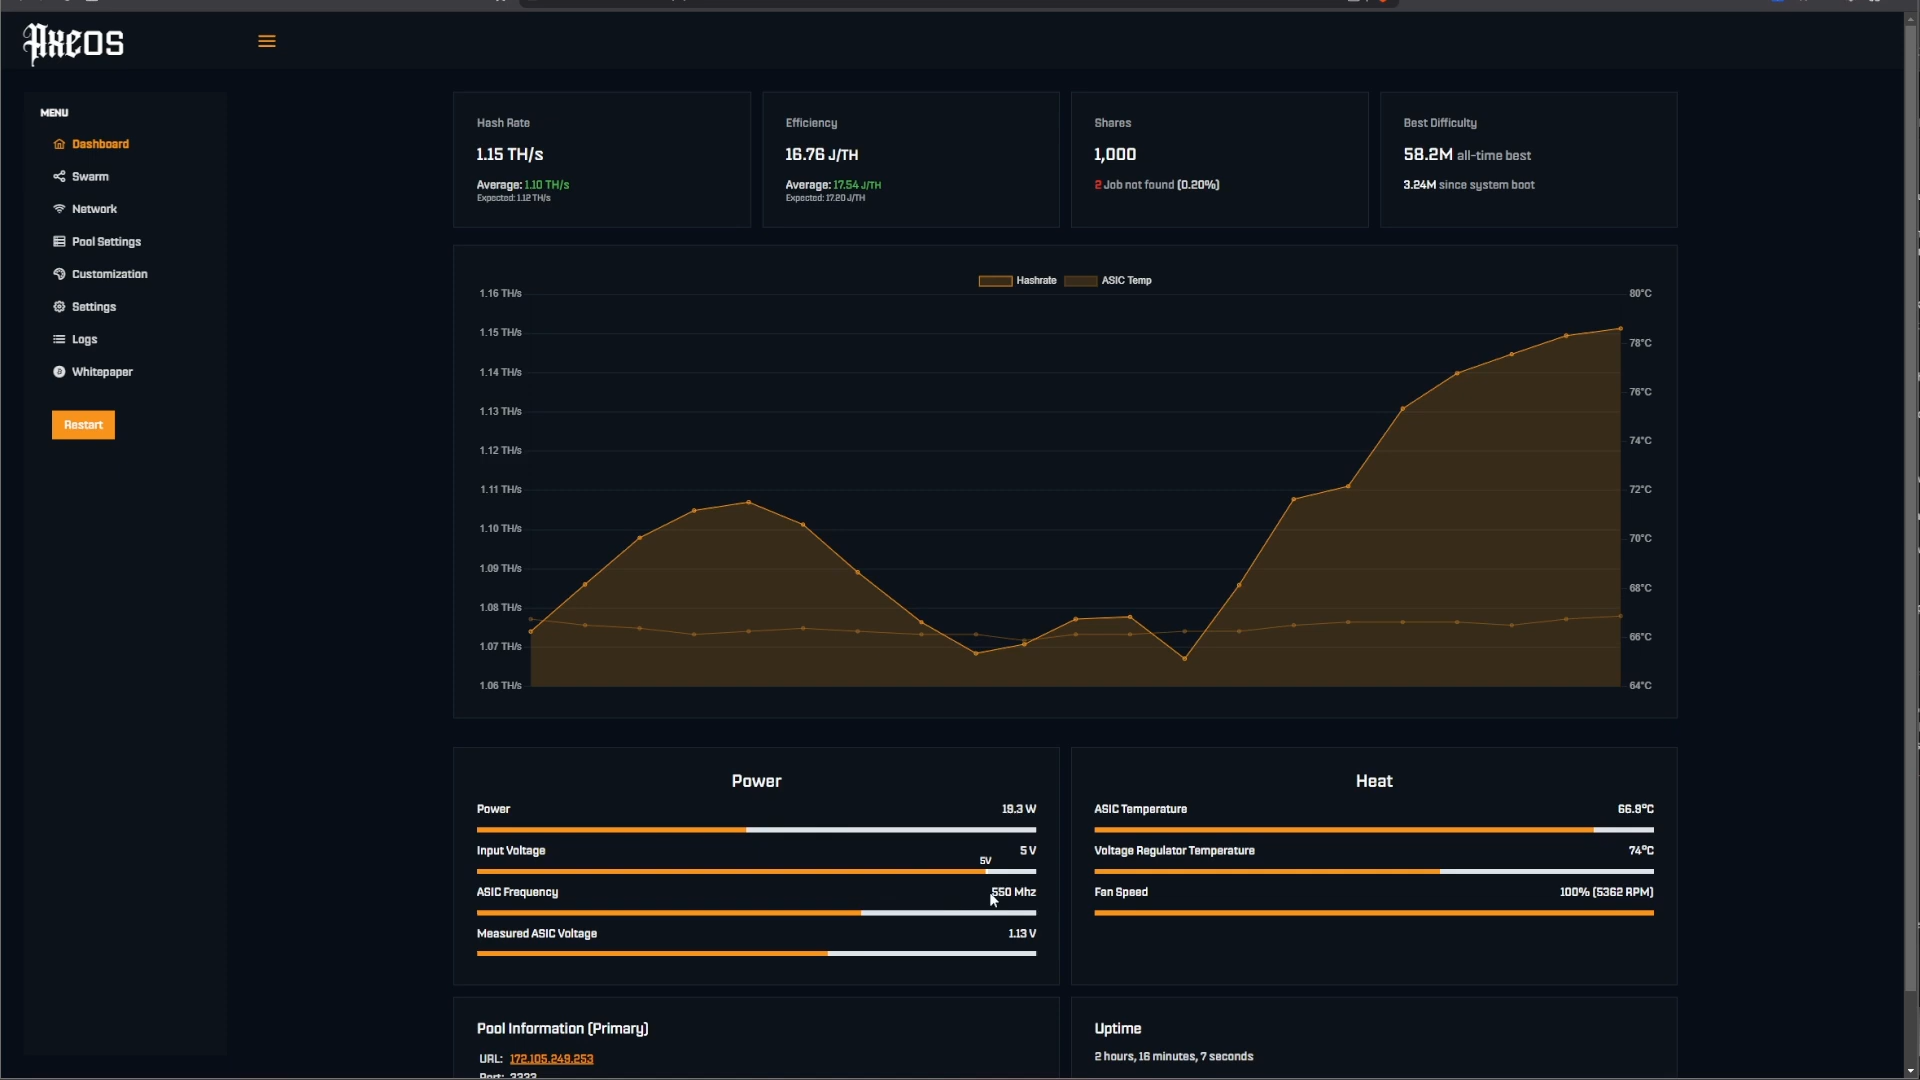 AxeOS
MENU
Dashboard
Swarm
Network
Pool Settings
Customization
Settings
Logs
Whitepaper
Restart
Hash Rate
1.15 TH/s
Average: 1.10 TH/s
Expected: 1.12 TH/s
Efficiency
16.76 J/TH
Average: 17.54 J/TH
Expected: 17.20 J/TH
Shares
1,000
2 Job not found (0.20%)
Best Difficulty
58.2M all-time best
3.24M since system boot
Hashrate ASIC Temp
1.16 TH/s 80°C
1.15 TH/s
78°C
1.14 TH/s
76°C
1.13 TH/s
74°C
1.12 TH/s
1.11 TH/s 72°C
1.10 TH/s
70°C
1.09 TH/s
68°C
1.08 TH/s
66°C
1.07 TH/s
1.06 TH/s 64°C
Power
Power 19.3 W
Input Voltage 5 V
5V
ASIC Frequency 550 Mhz
Measured ASIC Voltage 1.13 V
Heat
ASIC Temperature 66.9°C
Voltage Regulator Temperature 74°C
Fan Speed 100% (5362 RPM)
Pool Information (Primary)
URL: 172.105.249.253
Port: 3333
Uptime
2 hours, 16 minutes, 7 seconds